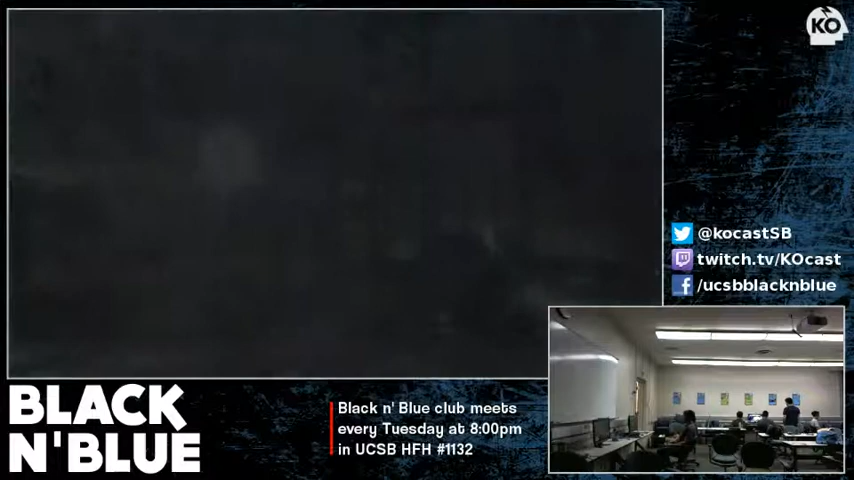 KO
@kocastSB
twitch.tv/KOcast
/ucsbblacknblue
BLACK
N'BLUE
Black n' Blue club meets
every Tuesday at 8:00pm
in UCSB HFH #1132